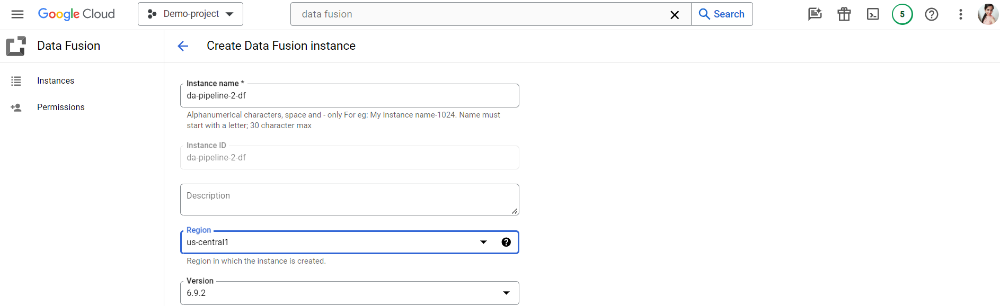 Google Cloud
Demo-project
data fusion
Search
5
Data Fusion
Create Data Fusion instance
Instances
Permissions
Instance name *
da-pipeline-2-df
Alphanumerical characters, space and - only For eg: My Instance name-1024. Name must
start with a letter; 30 character max
Instance ID
da-pipeline-2-df
Description
Region
us-central1
Region in which the instance is created.
Version
6.9.2